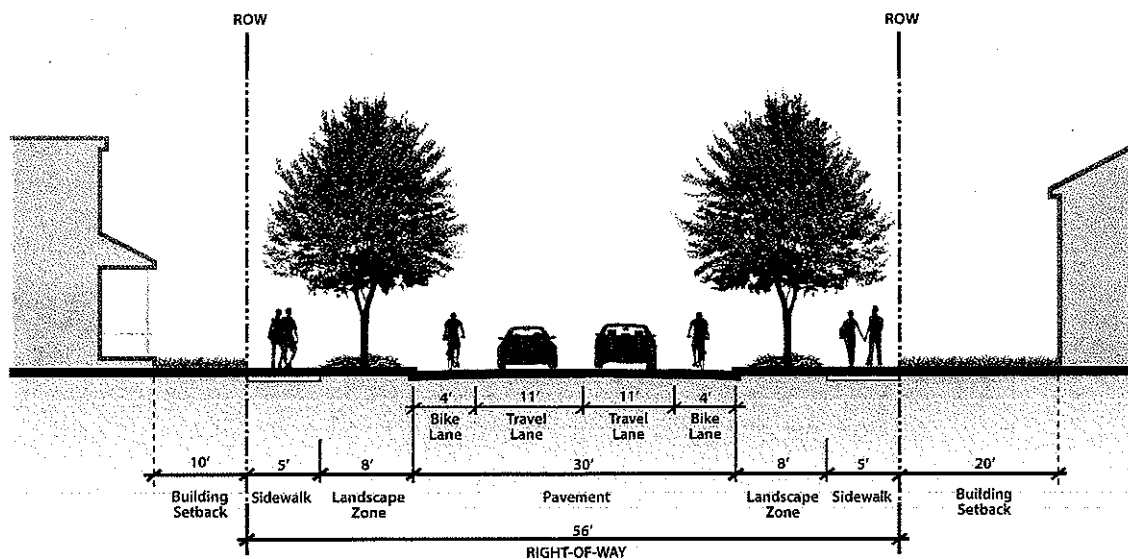 ROW ROW
4' 11' 11' 4'
Bike Lane Travel Lane Travel Lane Bike Lane
10' 5' 8' 30' 8' 5' 20'
Building Setback Sidewalk Landscape Zone Pavement Landscape Zone Sidewalk Building Setback
56'
RIGHT-OF-WAY